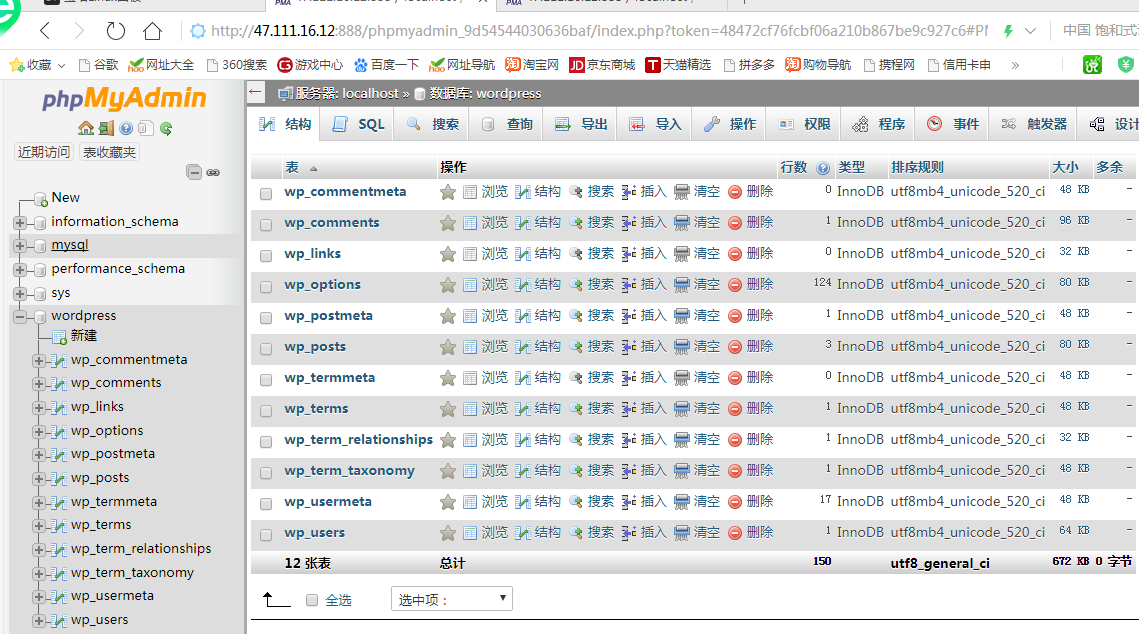 http://47.111.16.12:888/phpmyadmin_9d54544030636baf/index.php?token=48472cf76fcbf06a210b867be9c927c6#PM
中国 饱和式
收藏 谷歌 网址大全 360搜索 游戏中心 百度一下 网址导航 淘宝网 京东商城 天猫精选 拼多多 购物导航 携程网 信用卡申 »
phpMyAdmin
近期访问 表收藏夹
New
information_schema
mysql
performance_schema
sys
wordpress
新建
wp_commentmeta
wp_comments
wp_links
wp_options
wp_postmeta
wp_posts
wp_termmeta
wp_terms
wp_term_relationships
wp_term_taxonomy
wp_usermeta
wp_users
服务器: localhost » 数据库: wordpress
结构 SQL 搜索 查询 导出 导入 操作 权限 程序 事件 触发器 设计
表 操作 行数 类型 排序规则 大小 多余
wp_commentmeta 浏览 结构 搜索 插入 清空 删除 0 InnoDB utf8mb4_unicode_520_ci 48 KB -
wp_comments 浏览 结构 搜索 插入 清空 删除 1 InnoDB utf8mb4_unicode_520_ci 96 KB -
wp_links 浏览 结构 搜索 插入 清空 删除 0 InnoDB utf8mb4_unicode_520_ci 32 KB -
wp_options 浏览 结构 搜索 插入 清空 删除 124 InnoDB utf8mb4_unicode_520_ci 80 KB -
wp_postmeta 浏览 结构 搜索 插入 清空 删除 1 InnoDB utf8mb4_unicode_520_ci 48 KB -
wp_posts 浏览 结构 搜索 插入 清空 删除 3 InnoDB utf8mb4_unicode_520_ci 80 KB -
wp_termmeta 浏览 结构 搜索 插入 清空 删除 0 InnoDB utf8mb4_unicode_520_ci 48 KB -
wp_terms 浏览 结构 搜索 插入 清空 删除 1 InnoDB utf8mb4_unicode_520_ci 48 KB -
wp_term_relationships 浏览 结构 搜索 插入 清空 删除 1 InnoDB utf8mb4_unicode_520_ci 32 KB -
wp_term_taxonomy 浏览 结构 搜索 插入 清空 删除 1 InnoDB utf8mb4_unicode_520_ci 48 KB -
wp_usermeta 浏览 结构 搜索 插入 清空 删除 17 InnoDB utf8mb4_unicode_520_ci 48 KB -
wp_users 浏览 结构 搜索 插入 清空 删除 1 InnoDB utf8mb4_unicode_520_ci 64 KB -
12 张表 总计 150 utf8_general_ci 672 KB 0 字节
全选 选中项：